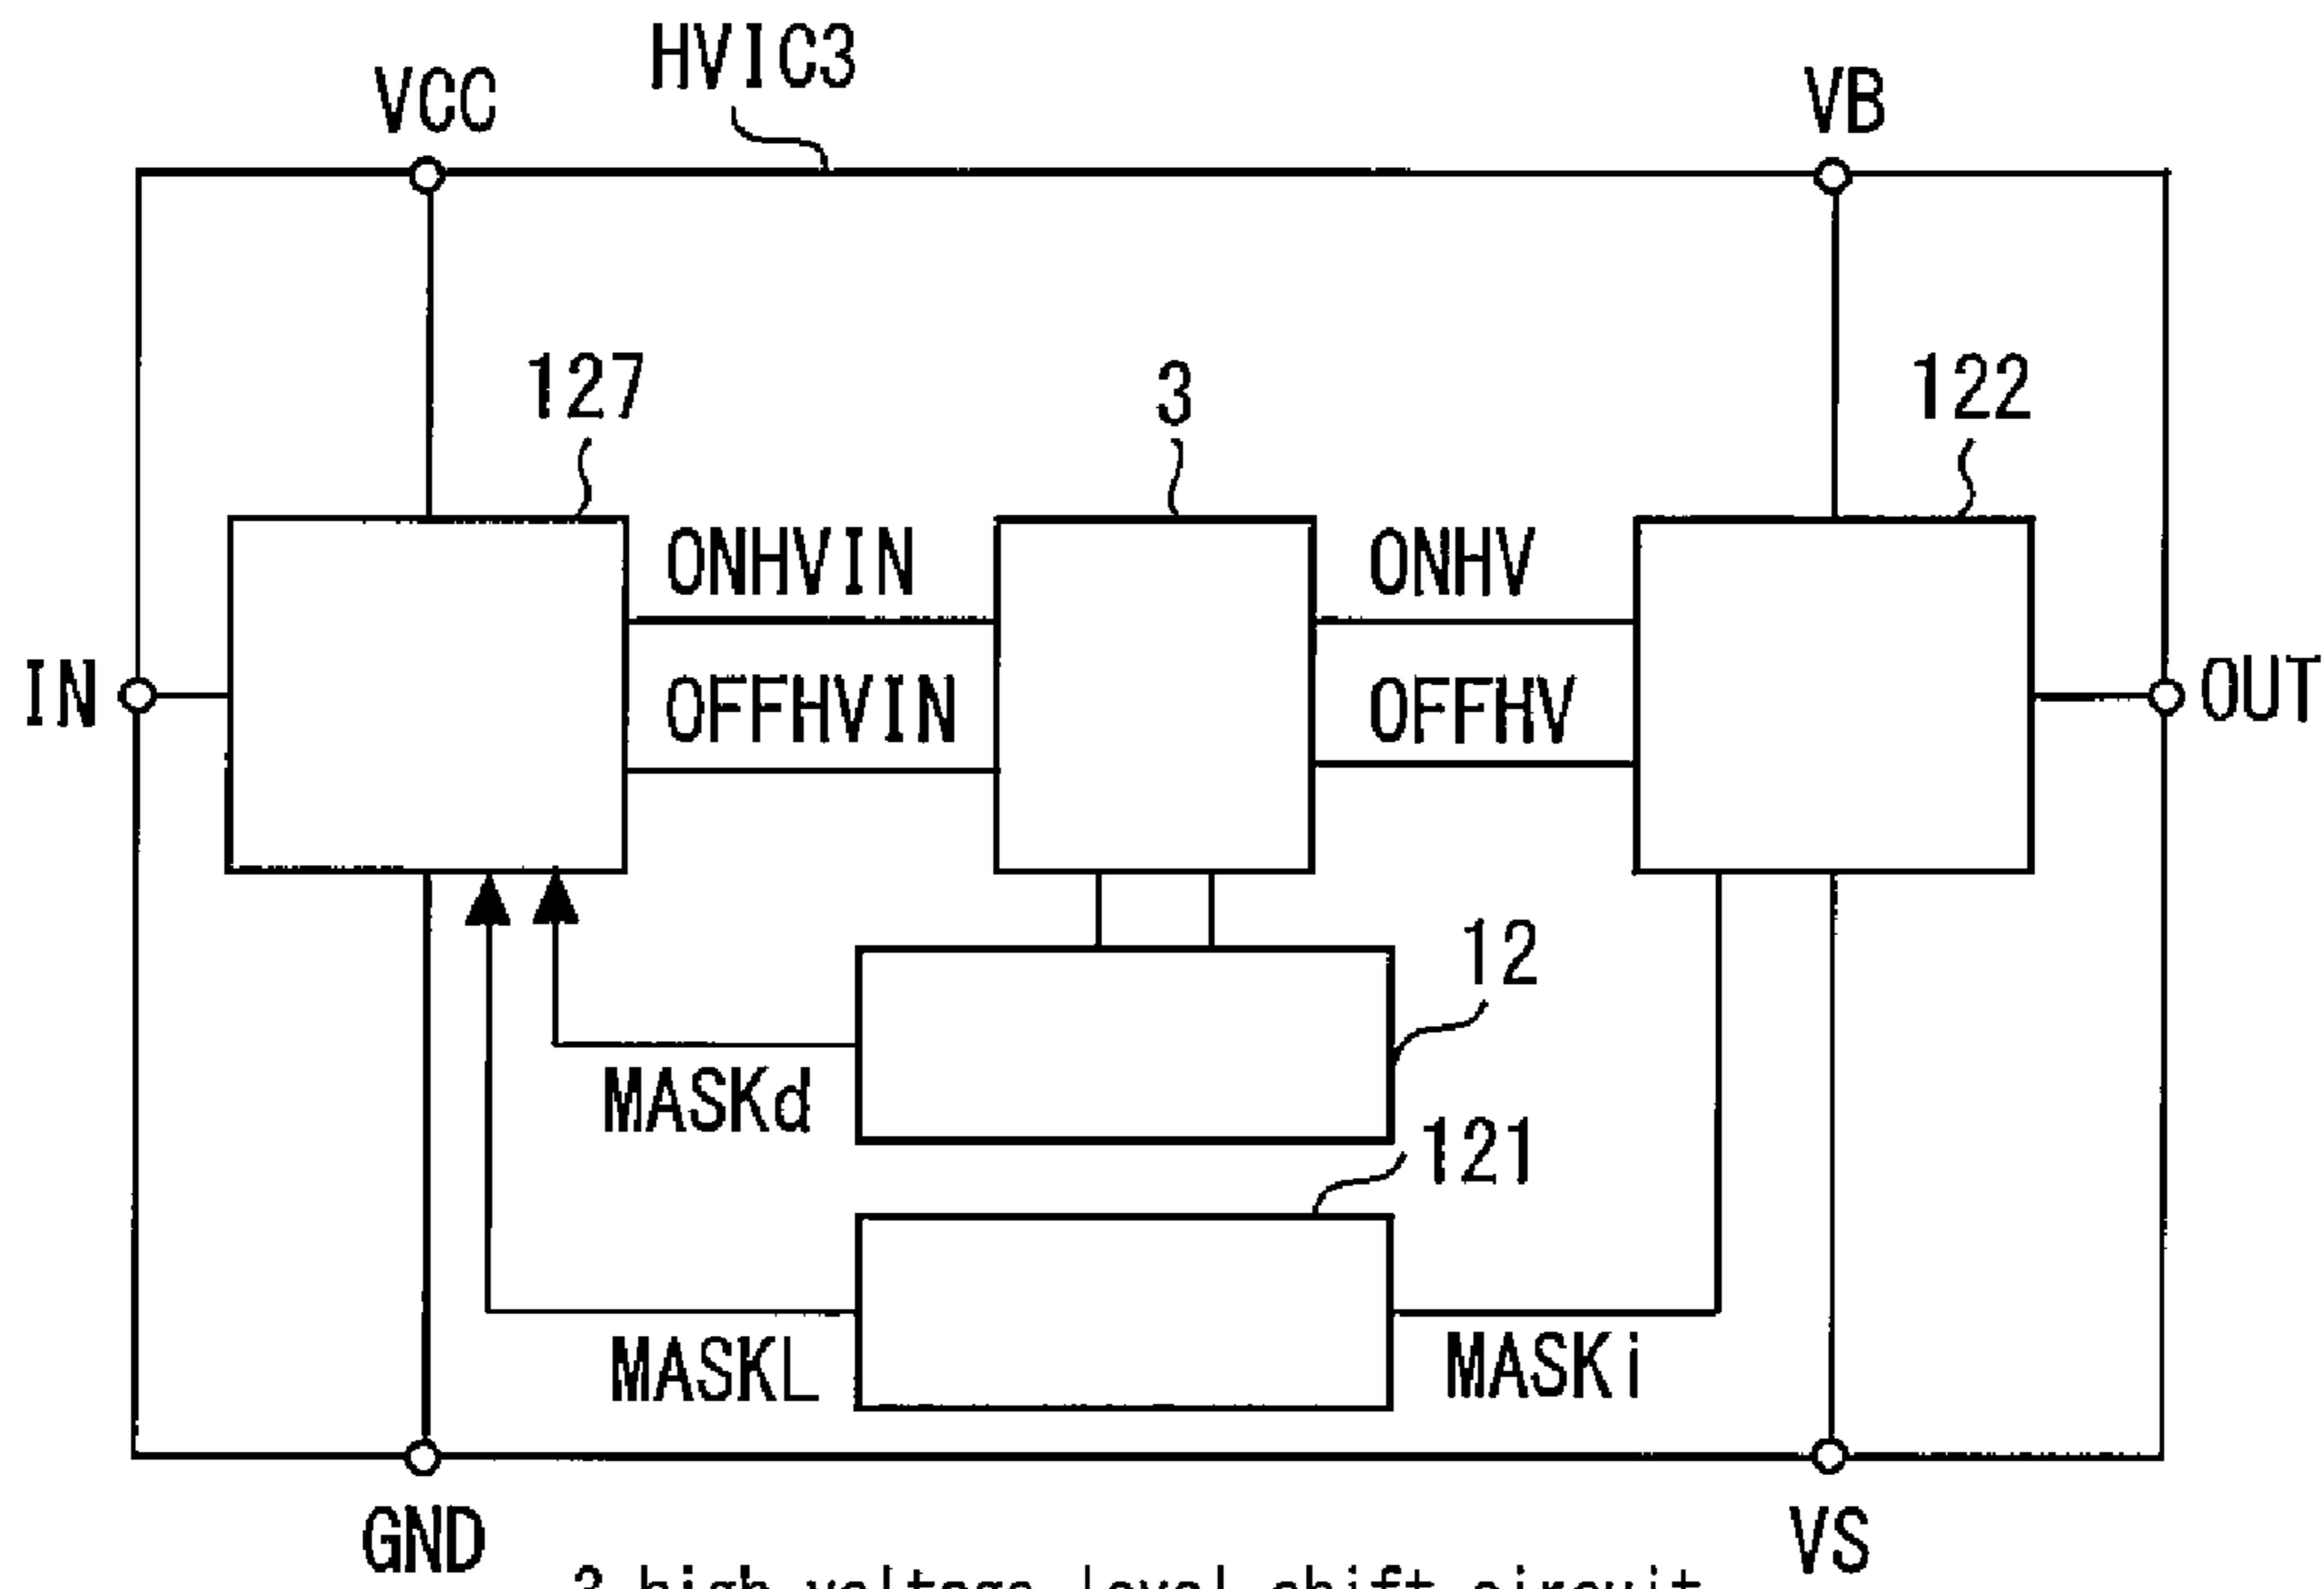 HVIC3
VCC
VB
127
3
122
ONHVIN
ONHV
IN
OFFHVIN
OFFHV
OUT
12
MASKd
121
MASKL
MASKi
GND
VS
3 high voltage level shift circuit